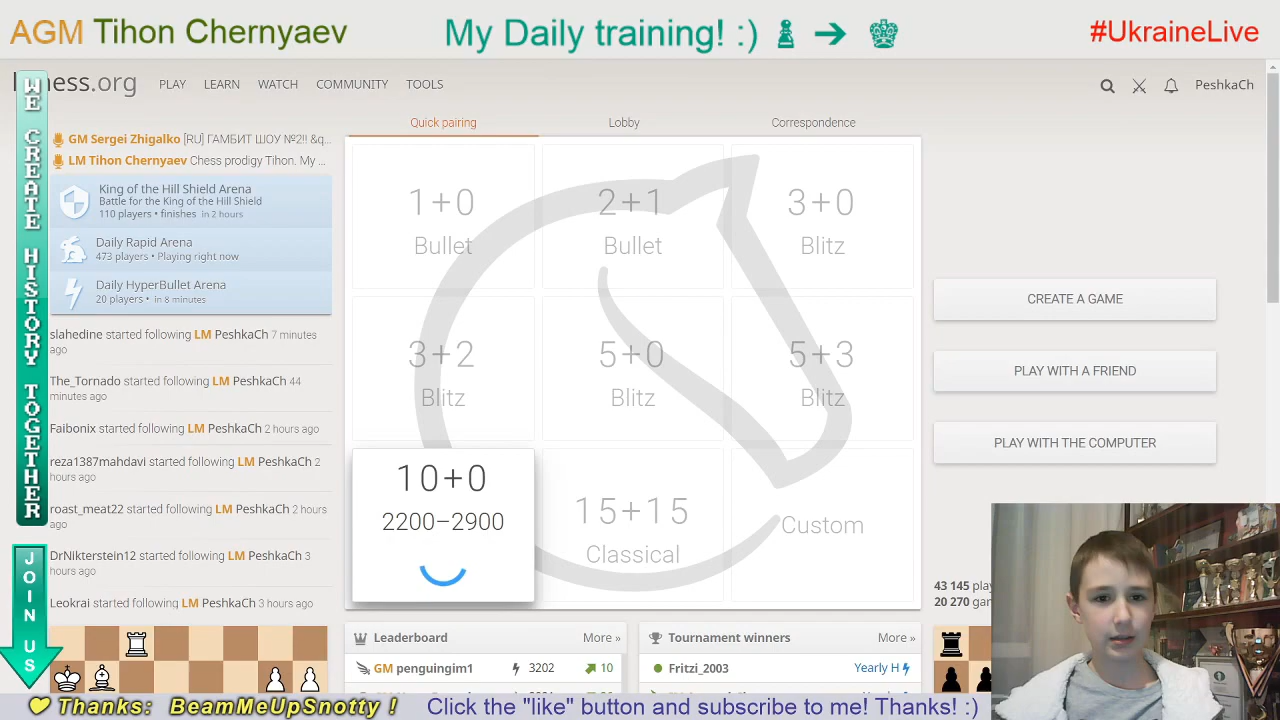 AGM Tihon Chernyaev
My Daily training! :)
#UkraineLive
WE CREATE HISTORY TOGETHER
JOIN US
ness.org
PLAY
LEARN
WATCH
COMMUNITY
TOOLS
PeshkaCh
GM Sergei Zhigalko [RU] ГАМБИТ ШОУ №2!! &q...
LM Tihon Chernyaev Chess prodigy Tihon. My ...
King of the Hill Shield Arena
Battle for the King of the Hill Shield
110 players • finishes in 2 hours
Daily Rapid Arena
473 players • Playing right now
Daily HyperBullet Arena
20 players • in 8 minutes
slahedine started following LM PeshkaCh 7 minutes
ago
The_Tornado started following LM PeshkaCh 44
minutes ago
Faibonix started following LM PeshkaCh 2 hours ago
reza1387mahdavi started following LM PeshkaCh 2
hours ago
roast_meat22 started following LM PeshkaCh 2 hours
ago
DrNikterstein12 started following LM PeshkaCh 3
hours ago
Leokrai started following LM PeshkaCh 3 hours ago
Quick pairing
Lobby
Correspondence
1+0
Bullet
2+1
Bullet
3+0
Blitz
3+2
Blitz
5+0
Blitz
5+3
Blitz
10+0
2200–2900
15+15
Classical
Custom
CREATE A GAME
PLAY WITH A FRIEND
PLAY WITH THE COMPUTER
43 145
20 270
Leaderboard
More »
GM penguingim1 3202 10
Tournament winners
More »
Fritzi_2003 Yearly H
Thanks: BeamMeUpSnotty !
Click the "like" button and subscribe to me! Thanks! :)